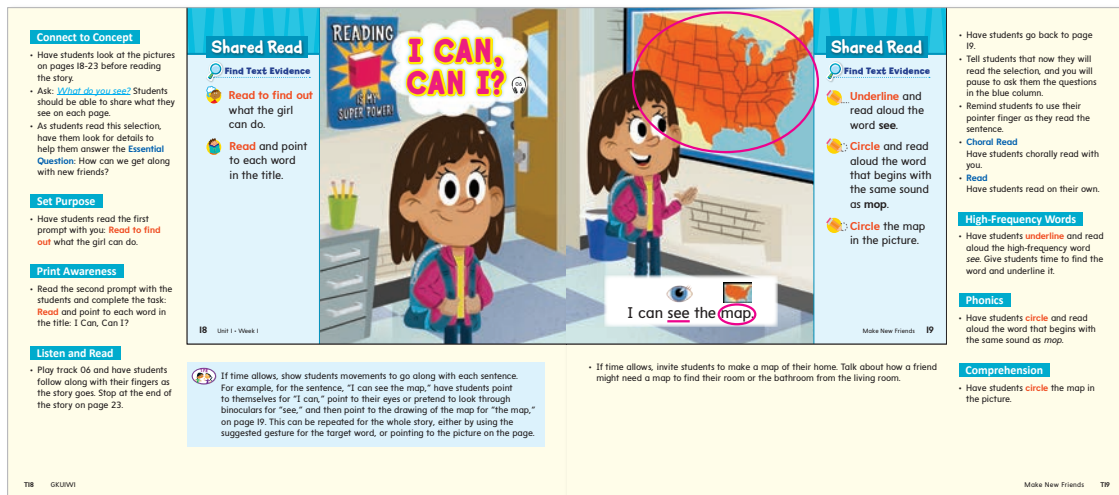 Connect to Concept
• Have students look at the pictures
on pages 18-23 before reading
the story.
• Ask: What do you see? Students
should be able to share what they
see on each page.
• As students read this selection,
have them look for details to
help them answer the Essential
Question: How can we get along
with new friends?
Set Purpose
• Have students read the first
prompt with you: Read to find
out what the girl can do.
Print Awareness
• Read the second prompt with the
students and complete the task:
Read and point to each word in
the title: I Can, Can I?
Listen and Read
• Play track 06 and have students
follow along with their fingers as
the story goes. Stop at the end of
the story on page 23.
Shared Read
Find Text Evidence
Read to find out
what the girl
can do.
Read and point
to each word
in the title.
18 Unit 1 • Week 1
READING
IS MY
SUPER POWER!
I CAN,
CAN I?
06
I can see the map.
Shared Read
Find Text Evidence
Underline and
read aloud the
word see.
Circle and read
aloud the word
that begins with
the same sound
as mop.
Circle the map
in the picture.
Make New Friends 19
If time allows, show students movements to go along with each sentence.
For example, for the sentence, "I can see the map," have students point
to themselves for "I can," point to their eyes or pretend to look through
binoculars for "see," and then point to the drawing of the map for "the map,"
on page 19. This can be repeated for the whole story, either by using the
suggested gesture for the target word, or pointing to the picture on the page.
• If time allows, invite students to make a map of their home. Talk about how a friend
might need a map to find their room or the bathroom from the living room.
• Have students go back to page
19.
• Tell students that now they will
read the selection, and you will
pause to ask them the questions
in the blue column.
• Remind students to use their
pointer finger as they read the
sentence.
• Choral Read
Have students chorally read with
you.
• Read
Have students read on their own.
High-Frequency Words
• Have students underline and read
aloud the high-frequency word
see. Give students time to find the
word and underline it.
Phonics
• Have students circle and read
aloud the word that begins with
the same sound as mop.
Comprehension
• Have students circle the map in
the picture.
T18 GKU1W1
Make New Friends T19